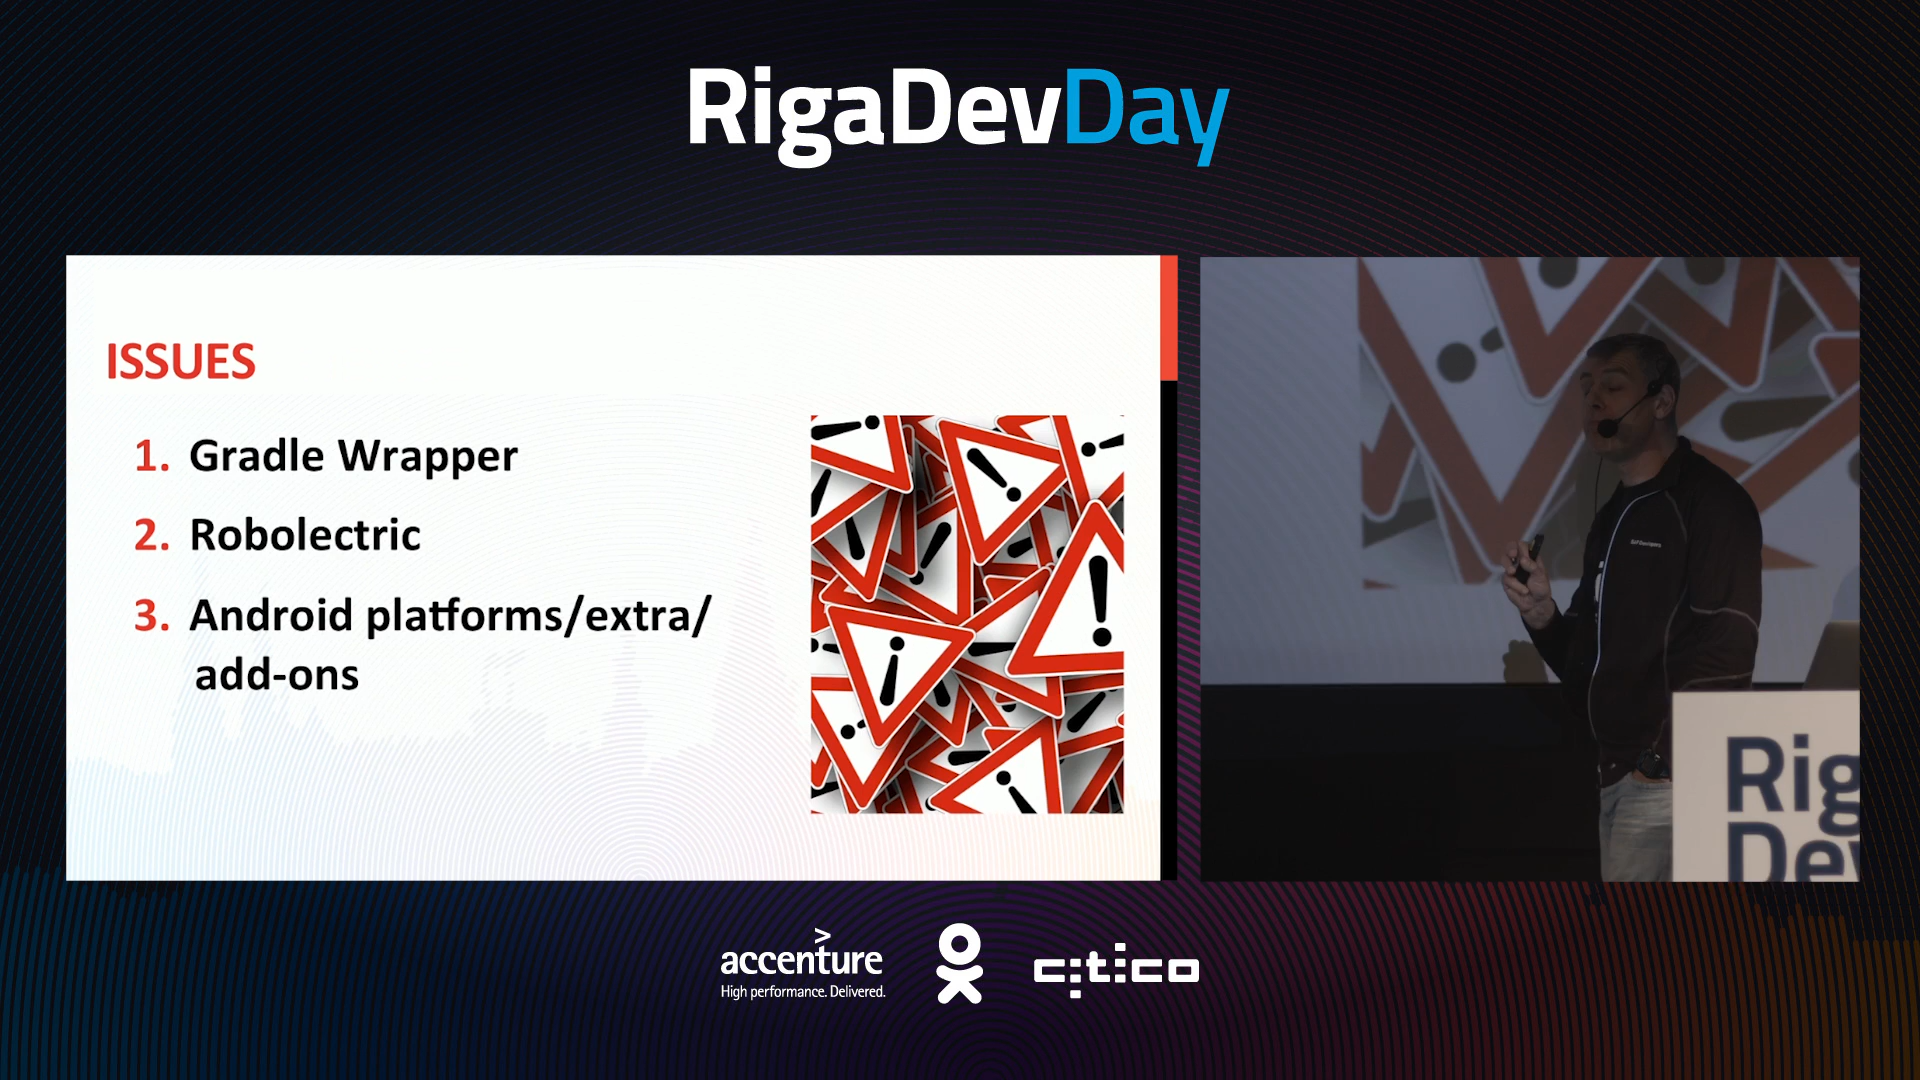 RigaDevDay
ISSUES
1. Gradle Wrapper
2. Robolectric
3. Android platforms/extra/
add-ons
Rig
Dev
accenture
High performance. Delivered.
citico